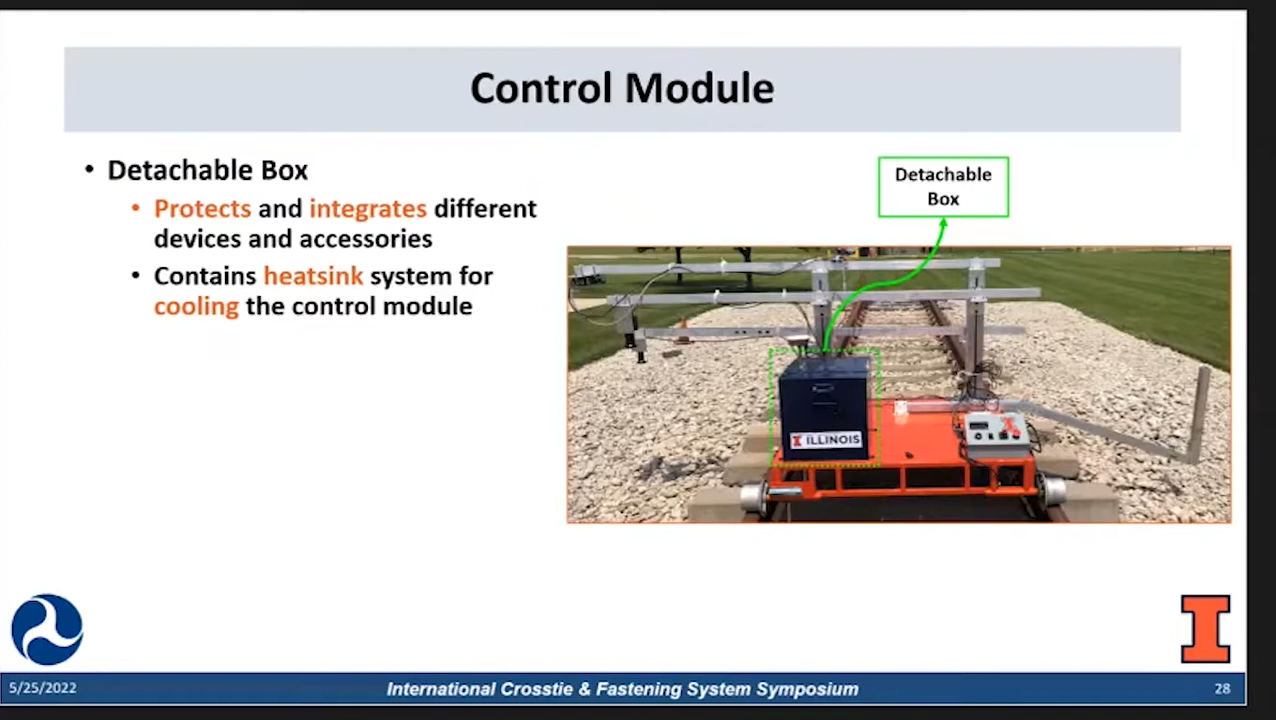 Control Module
• Detachable Box
• Protects and integrates different
devices and accessories
• Contains heatsink system for
cooling the control module
Detachable
Box
I ILLINOIS
I
5/25/2022
International Crosstie & Fastening System Symposium
28